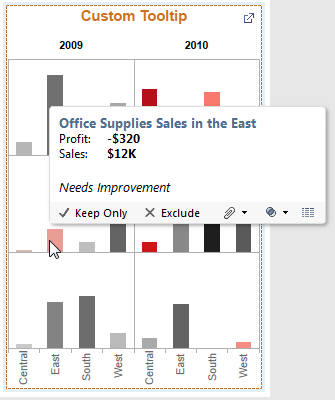 Custom Tooltip
2009 2010
Office Supplies Sales in the East
Profit: -$320
Sales: $12K
Needs Improvement
Keep Only Exclude
Central East South West Central East South West